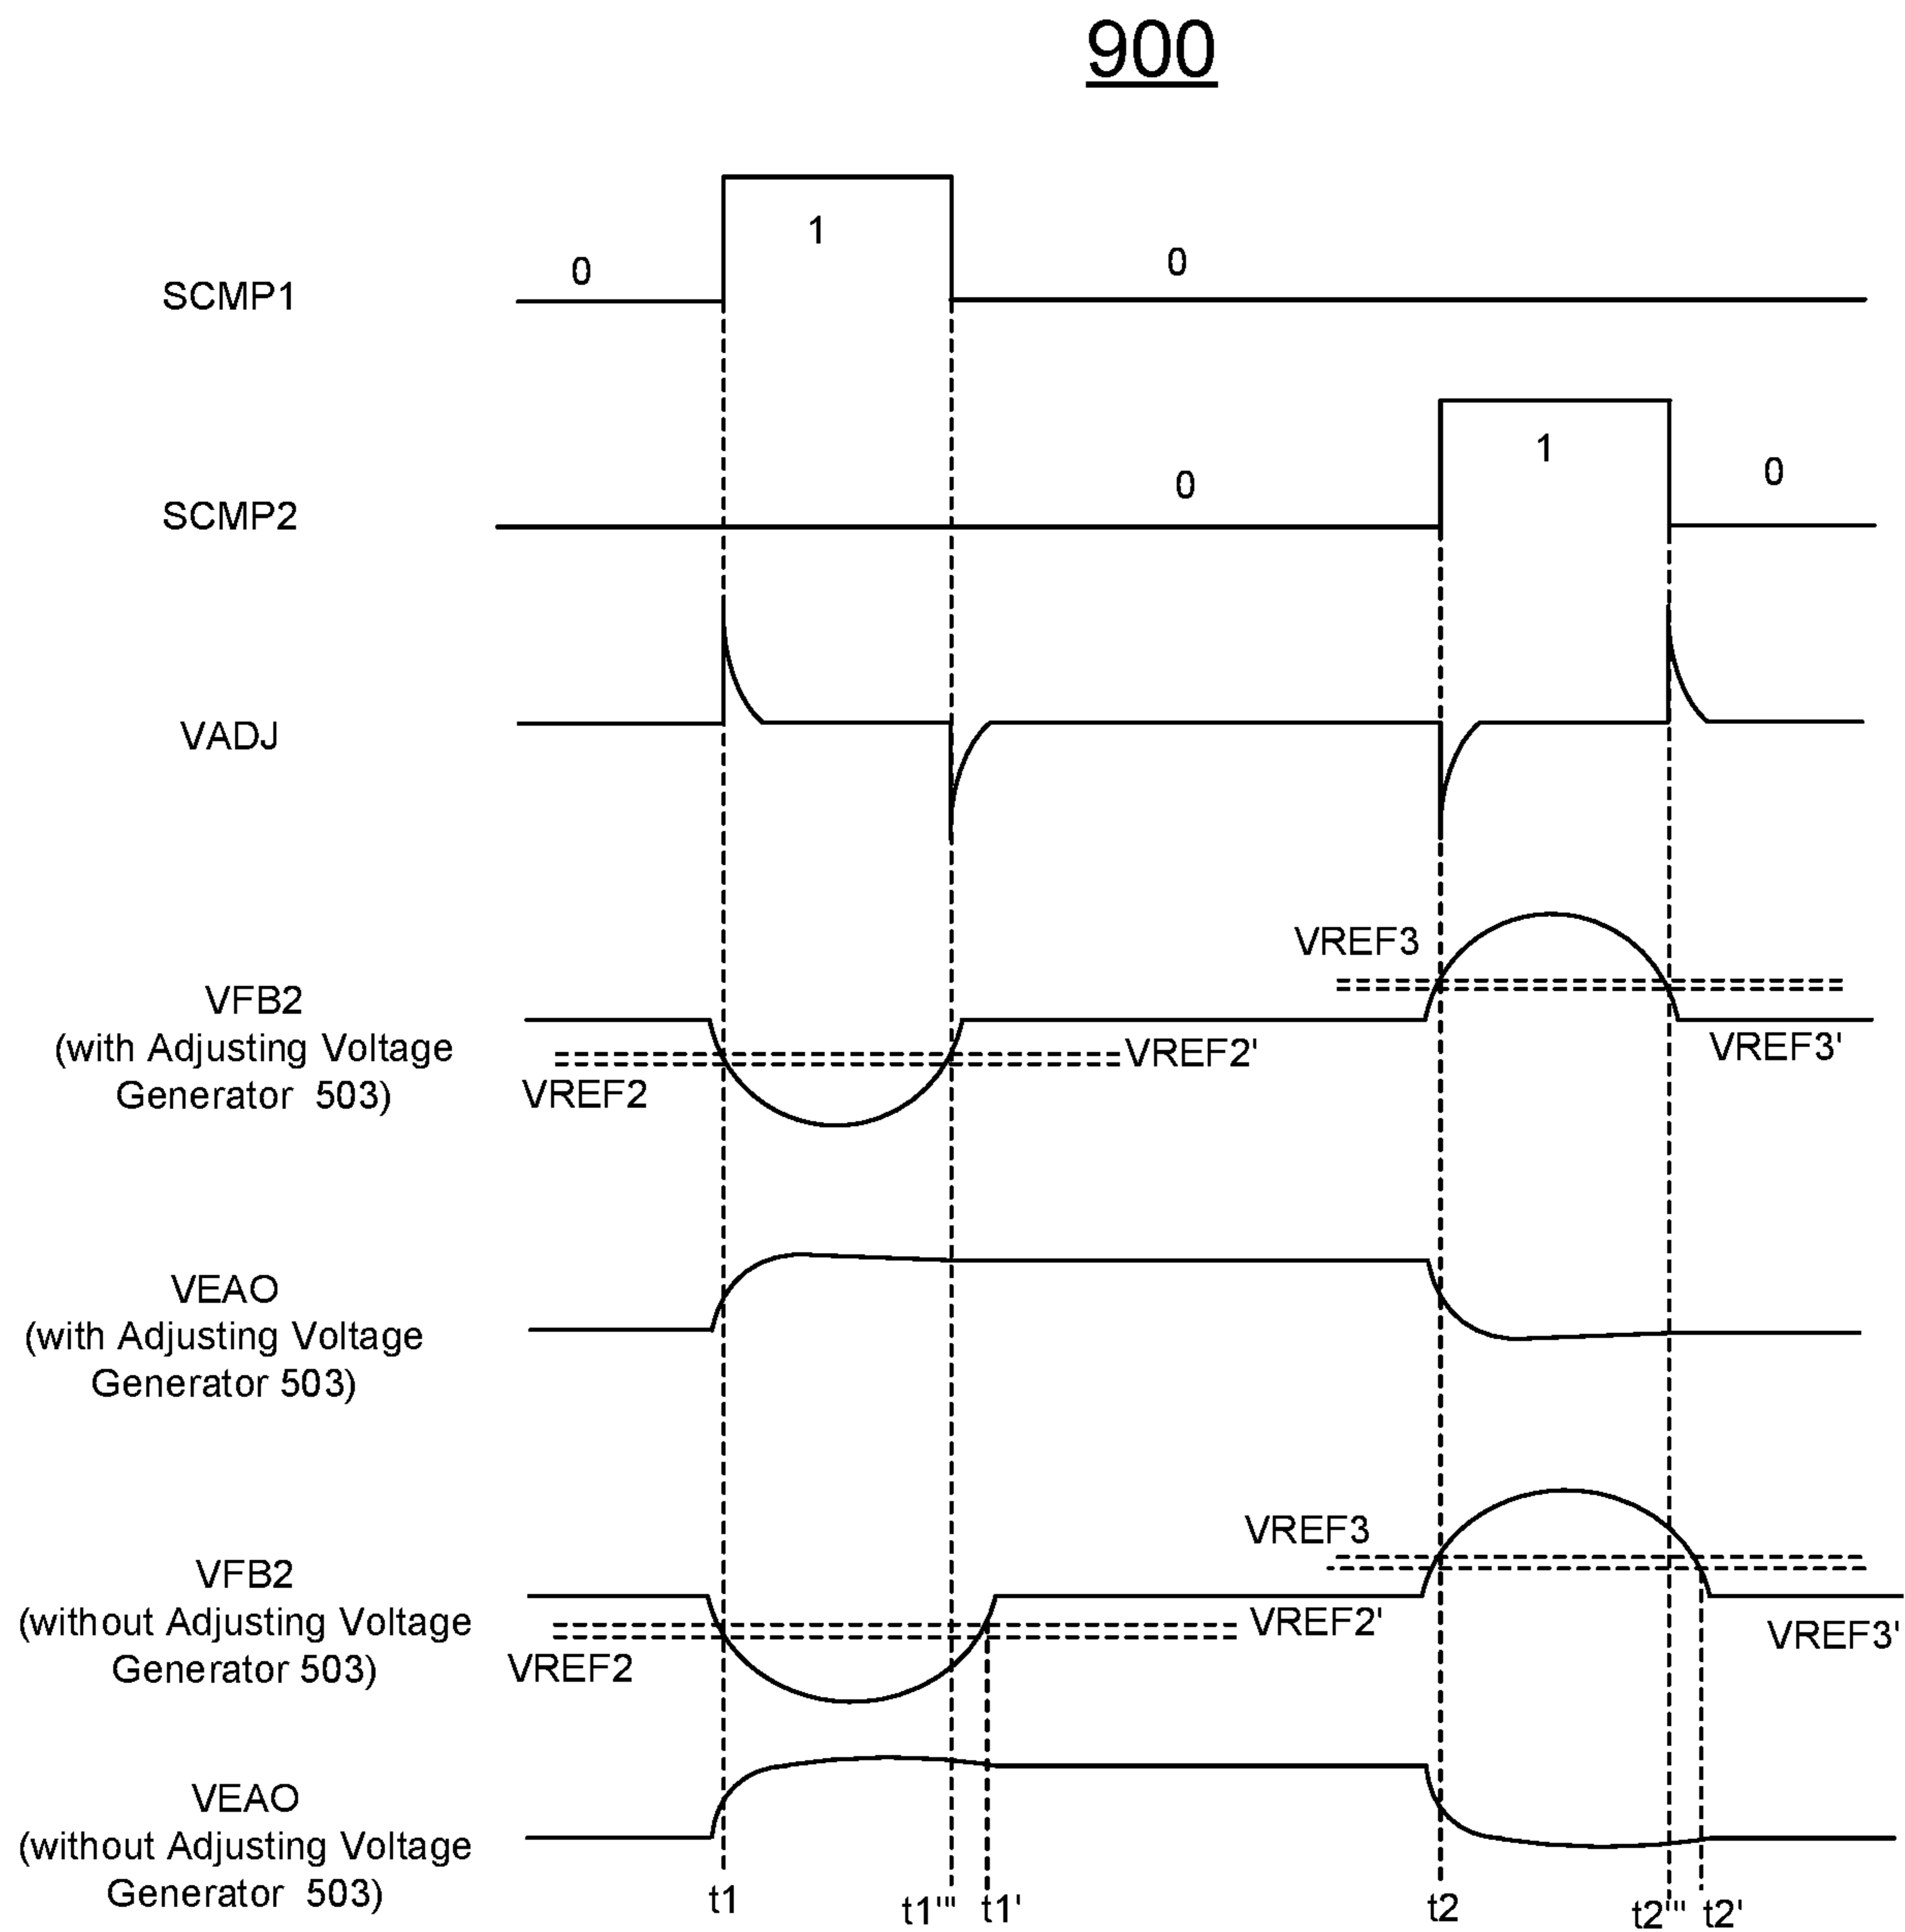 900
1
0
0
SCMP1
1
0
0
SCMP2
VADJ
VREF3
VFB2
(with Adjusting Voltage
Generator 503)
VREF2
VREF2'
VREF3'
VEAO
(with Adjusting Voltage
Generator 503)
VREF3
VFB2
(without Adjusting Voltage
Generator 503)
VREF2
VREF2'
VREF3'
VEAO
(without Adjusting Voltage
Generator 503)
t1
t1'''
t1'
t2
t2'''
t2'